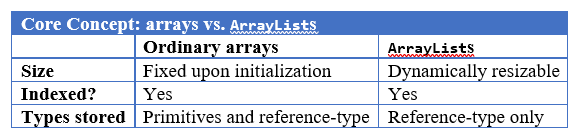 Core Concept: arrays vs. ArrayLists
Ordinary arrays ArrayLists
Size Fixed upon initialization Dynamically resizable
Indexed? Yes Yes
Types stored Primitives and reference-type Reference-type only